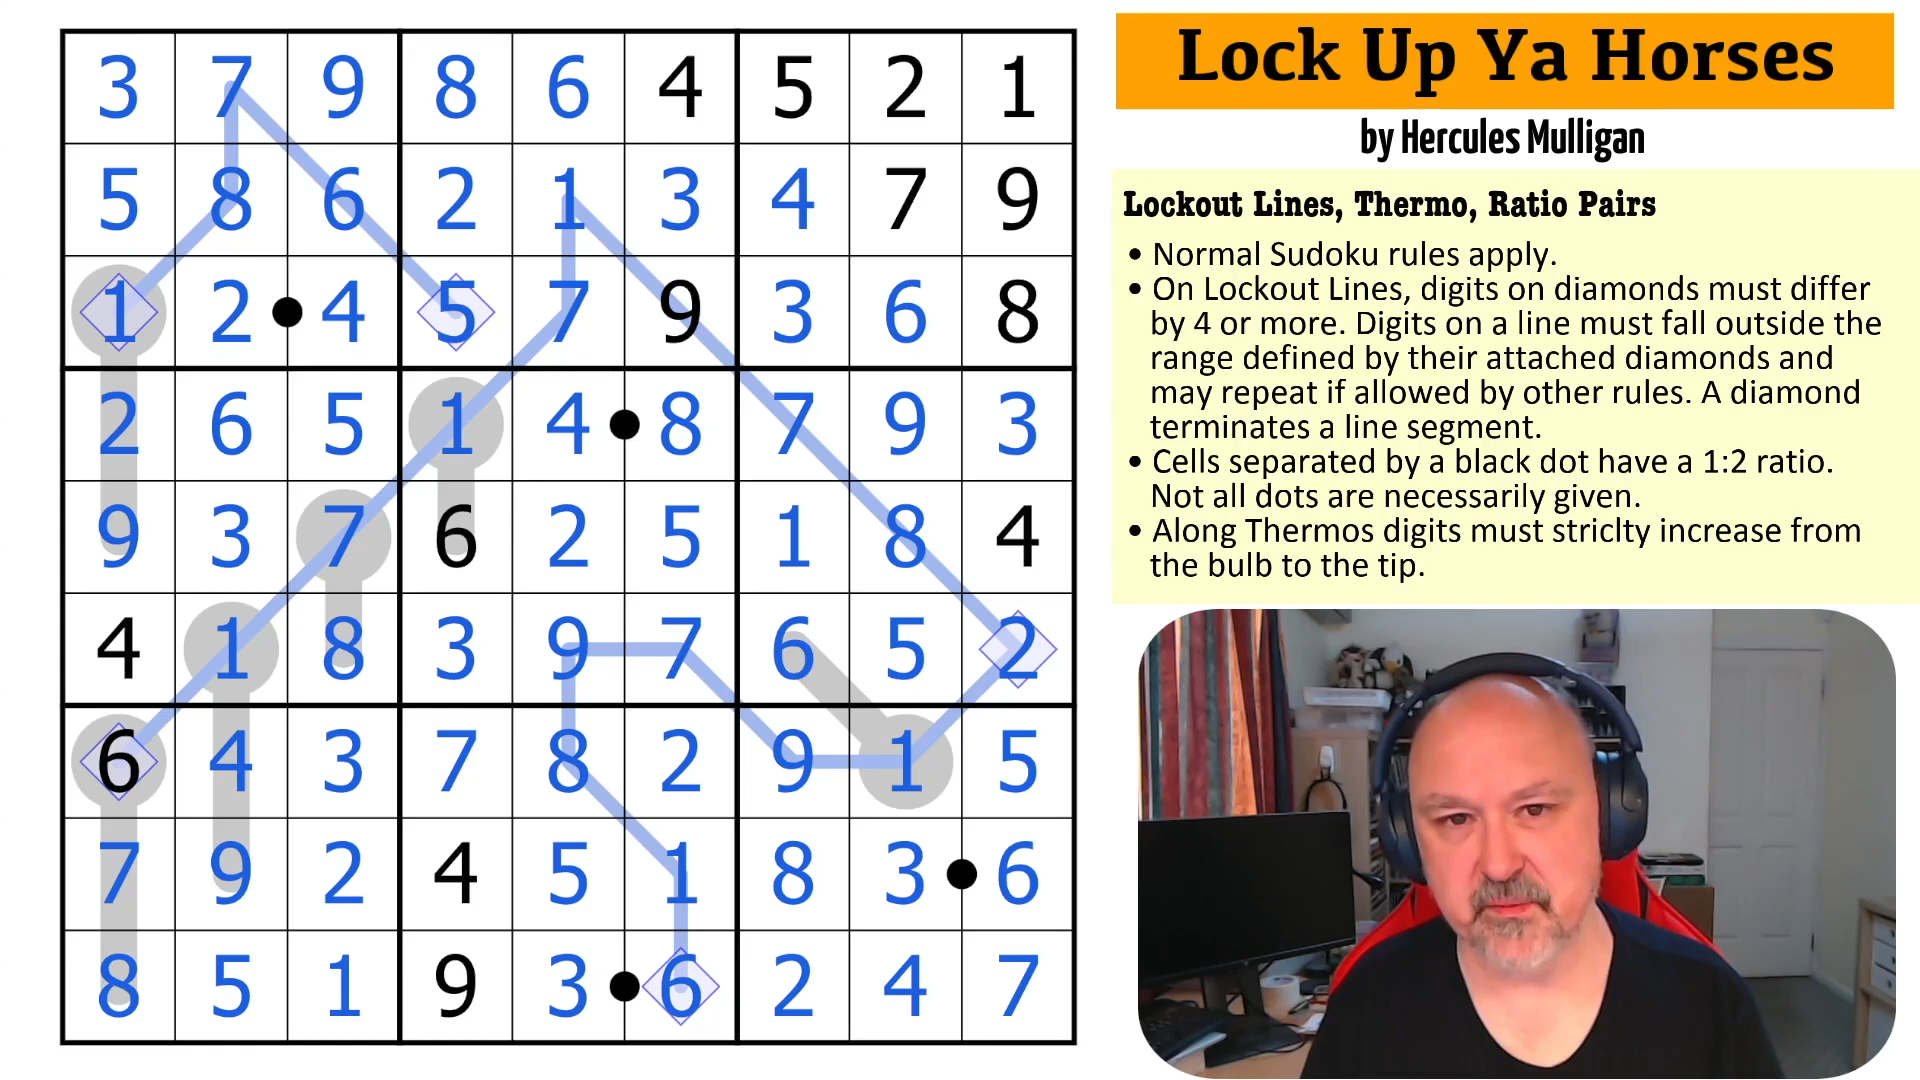 Lock Up Ya Horses
by Hercules Mulligan
Lockout Lines, Thermo, Ratio Pairs
• Normal Sudoku rules apply.
• On Lockout Lines, digits on diamonds must differ
by 4 or more. Digits on a line must fall outside the
range defined by their attached diamonds and
may repeat if allowed by other rules. A diamond
terminates a line segment.
• Cells separated by a black dot have a 1:2 ratio.
Not all dots are necessarily given.
• Along Thermos digits must striclty increase from
the bulb to the tip.
3 7 9 8 6 4 5 2 1
5 8 6 2 1 3 4 7 9
1 2 4 5 7 9 3 6 8
2 6 5 1 4 8 7 9 3
9 3 7 6 2 5 1 8 4
4 1 8 3 9 7 6 5 2
6 4 3 7 8 2 9 1 5
7 9 2 4 5 1 8 3 6
8 5 1 9 3 6 2 4 7